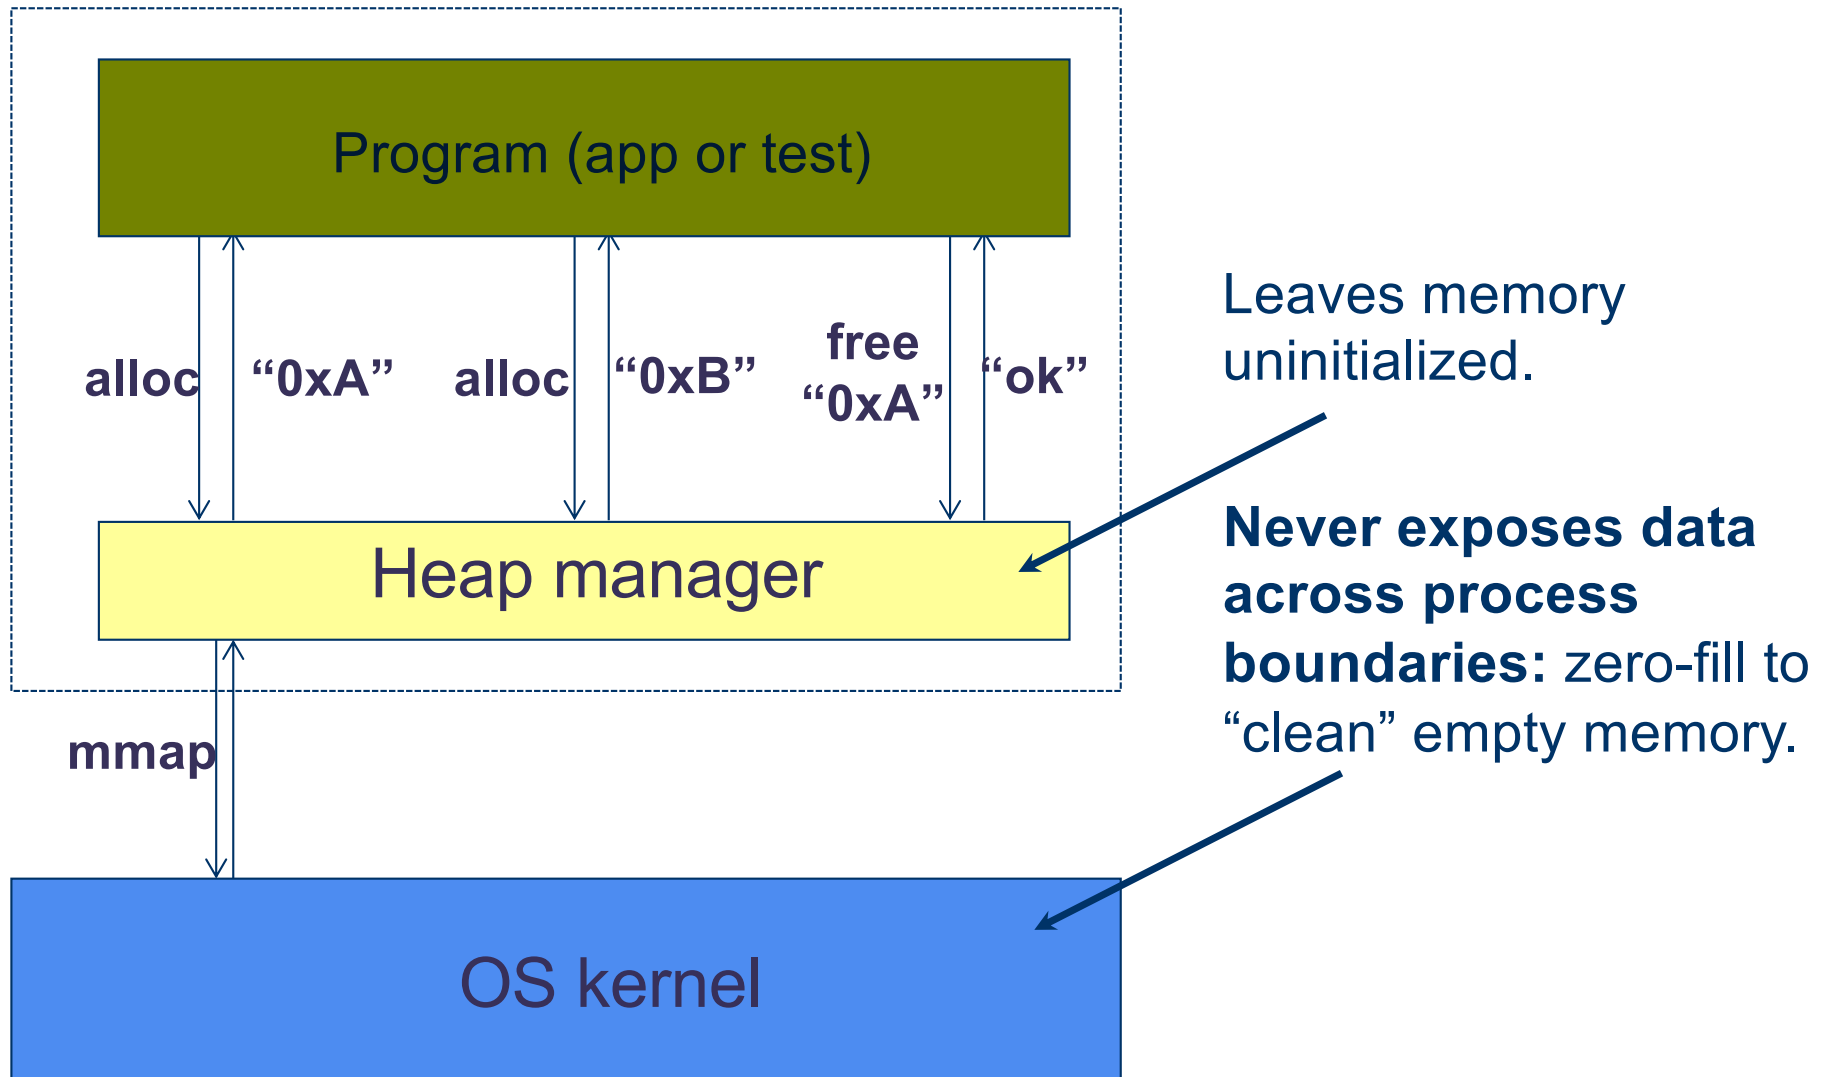 Program (app or test)
alloc
“0xA”
alloc
“0xB”
free
“0xA”
“ok”
Heap manager
mmap
OS kernel
Leaves memory
uninitialized.
Never exposes data
across process
boundaries: zero-fill to
“clean” empty memory.